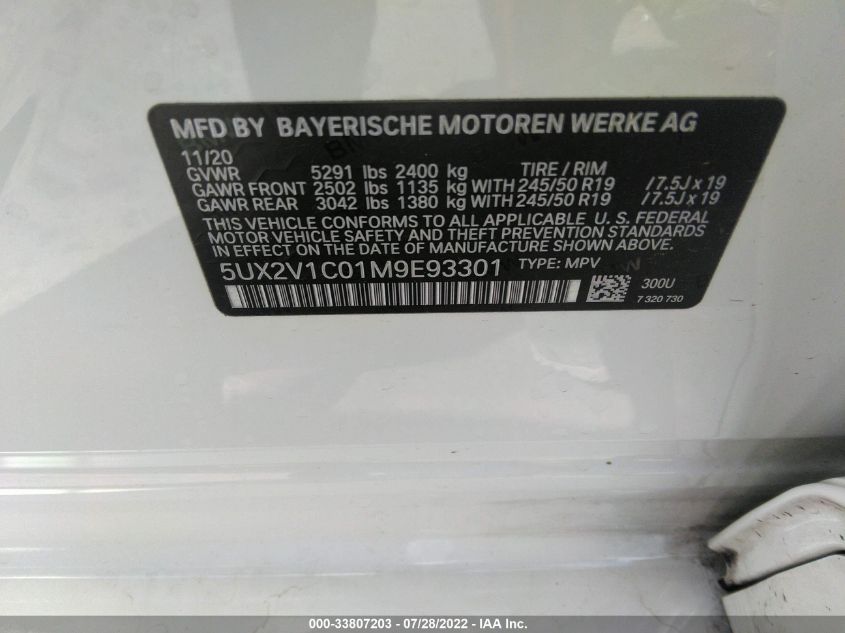 MFD BY BAYERISCHE MOTOREN WERKE AG
11/20
GVWR 5291 lbs 2400 kg TIRE / RIM
GAWR FRONT 2502 lbs 1135 kg WITH 245/50 R19 / 7.5J x 19
GAWR REAR 3042 lbs 1380 kg WITH 245/50 R19 / 7.5J x 19
THIS VEHICLE CONFORMS TO ALL APPLICABLE U. S. FEDERAL
MOTOR VEHICLE SAFETY AND THEFT PREVENTION STANDARDS
IN EFFECT ON THE DATE OF MANUFACTURE SHOWN ABOVE.
5UX2V1C01M9E93301 TYPE: MPV
300U
7 320 730
000-33807203 - 07/28/2022 - IAA Inc.